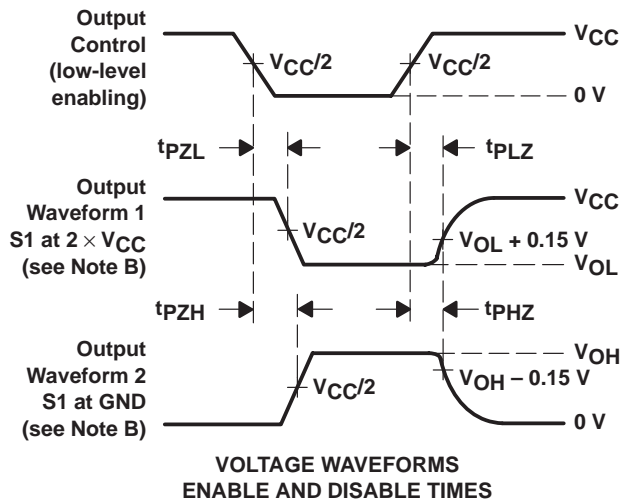 Output
Control
(low-level
enabling)
VCC/2
VCC/2
VCC
0 V
tPZL
tPLZ
Output
Waveform 1
S1 at 2 × VCC
(see Note B)
VCC/2
VCC
VOL + 0.15 V
VOL
tPZH
tPHZ
Output
Waveform 2
S1 at GND
(see Note B)
VCC/2
VOH
VOH − 0.15 V
0 V
VOLTAGE WAVEFORMS
ENABLE AND DISABLE TIMES